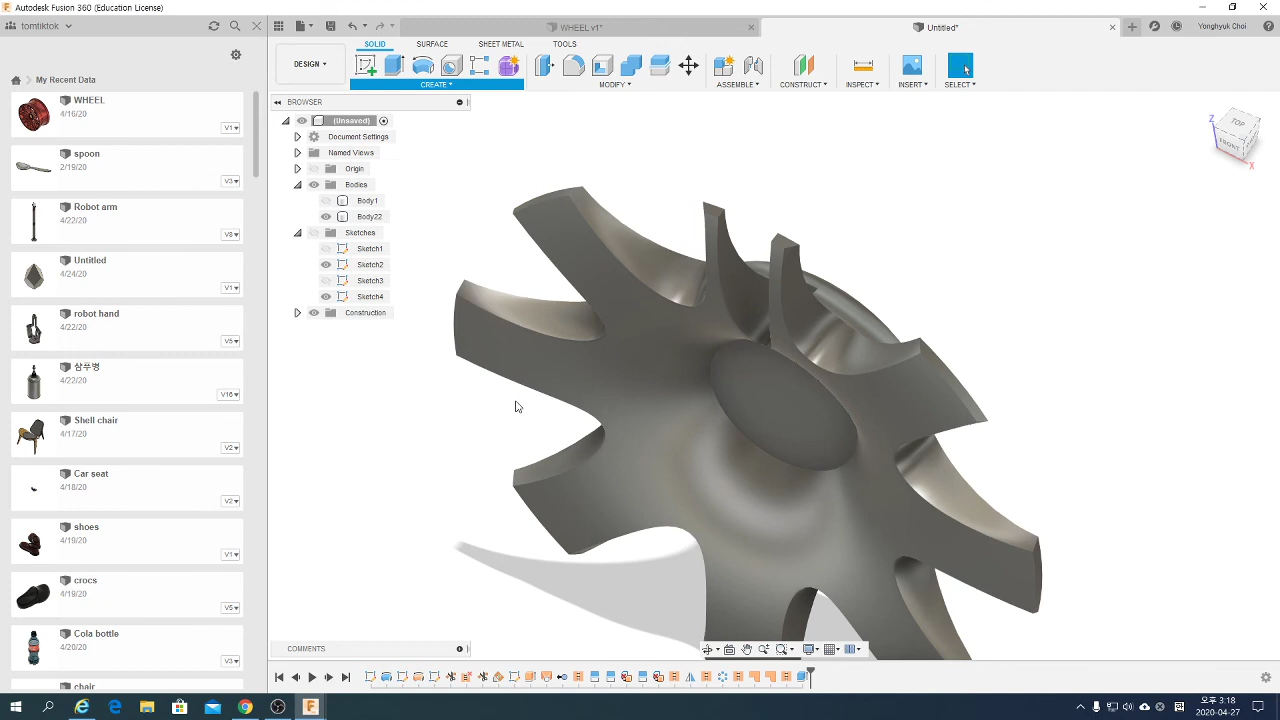 Autodesk Fusion 360 (Education License)
tomtiktok
WHEEL v1*
Untitled*
Yonghyuk Choi
DESIGN
SOLID
SURFACE
SHEET METAL
TOOLS
CREATE
MODIFY
ASSEMBLE
CONSTRUCT
INSPECT
INSERT
SELECT
My Recent Data
WHEEL
4/16/20
V1
spoon
2/19/20
V3
Robot arm
4/22/20
V8
Untitled
4/24/20
V1
robot hand
4/22/20
V5
샴푸병
4/22/20
V16
Shell chair
4/17/20
V2
Car seat
4/18/20
V2
shoes
4/19/20
V1
crocs
4/19/20
V5
Cola bottle
4/20/20
V3
chair
BROWSER
(Unsaved)
Document Settings
Named Views
Origin
Bodies
Body1
Body22
Sketches
Sketch1
Sketch2
Sketch3
Sketch4
Construction
TOP
FRONT
Z
X
COMMENTS
오후 3:18
2020-04-27